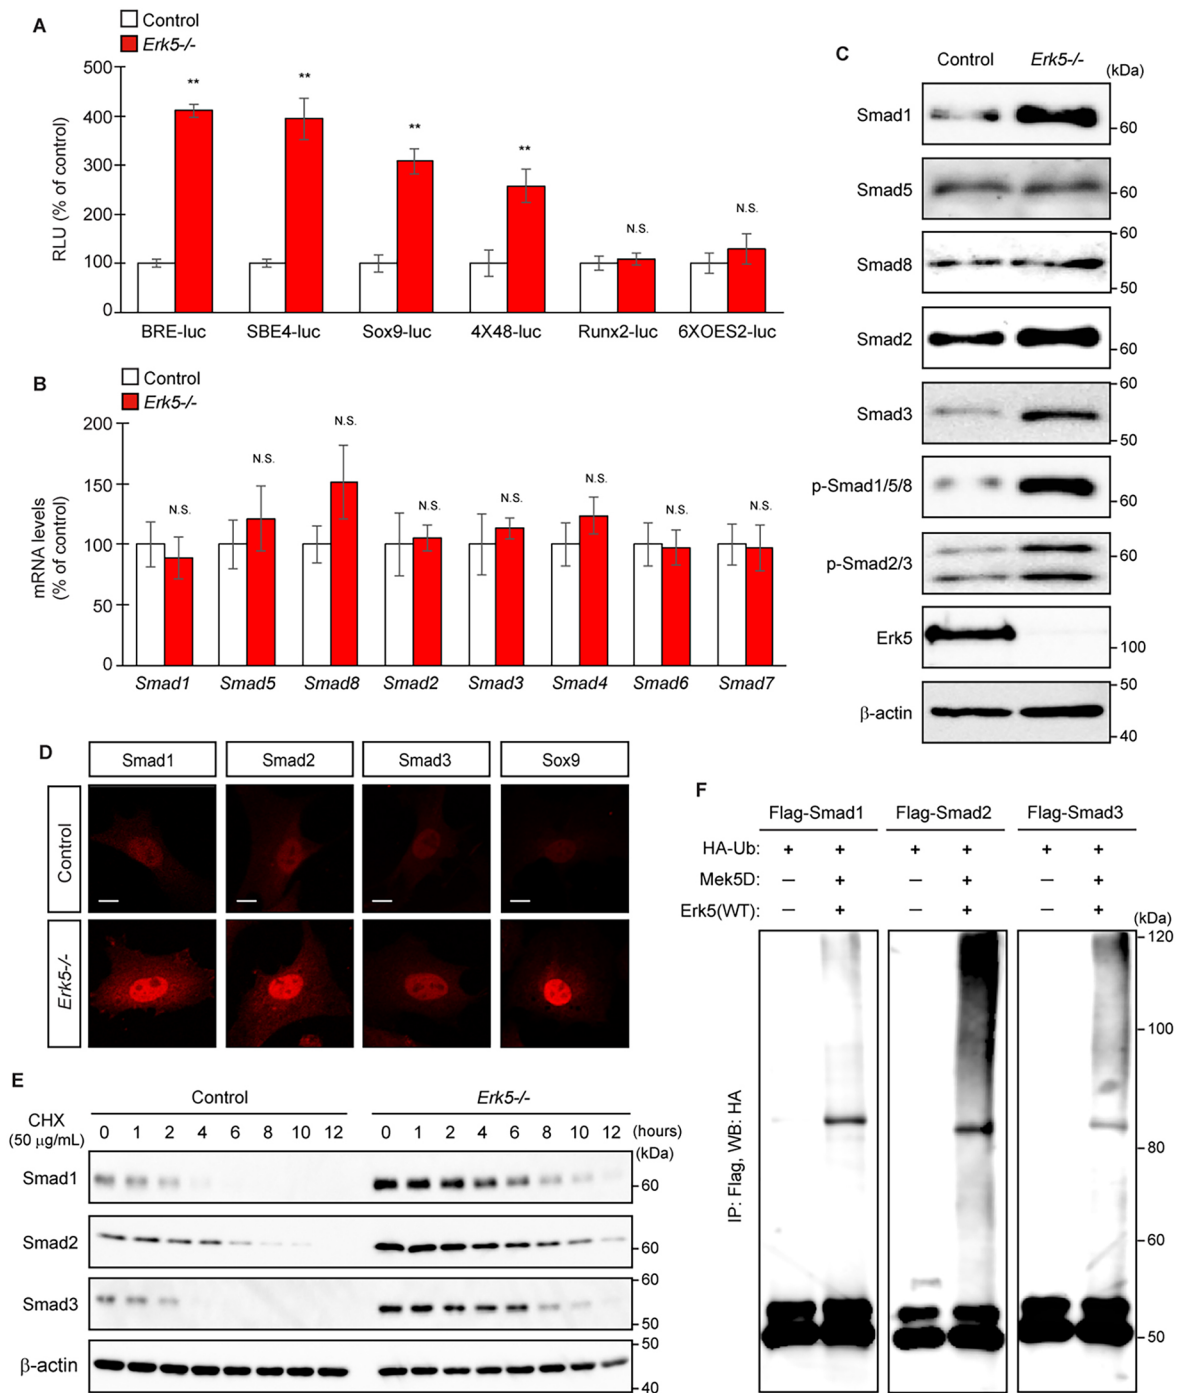 A
Control
Erk5-/-
RLU (% of control)
500
400
300
200
100
0
** ** ** ** N.S. N.S.
BRE-luc SBE4-luc Sox9-luc 4X48-luc Runx2-luc 6XOES2-luc
B
Control
Erk5-/-
mRNA levels
(% of control)
200
150
100
50
0
N.S. N.S. N.S. N.S. N.S. N.S. N.S. N.S.
Smad1 Smad5 Smad8 Smad2 Smad3 Smad4 Smad6 Smad7
C
Control Erk5-/- (kDa)
Smad1
60
Smad5
60
Smad8
60
50
Smad2
60
Smad3
60
50
p-Smad1/5/8
60
p-Smad2/3
60
Erk5
100
β-actin
50
40
D
Smad1 Smad2 Smad3 Sox9
Control
Erk5-/-
E
Control Erk5-/-
CHX
(50 μg/mL)
0 1 2 4 6 8 10 12 0 1 2 4 6 8 10 12 (hours)
(kDa)
Smad1
60
Smad2
60
Smad3
60
50
β-actin
50
40
F
Flag-Smad1 Flag-Smad2 Flag-Smad3
HA-Ub: + + + + + +
Mek5D: – + – + – +
Erk5(WT): – + – + – +
(kDa)
IP: Flag, WB: HA
120
100
80
60
50